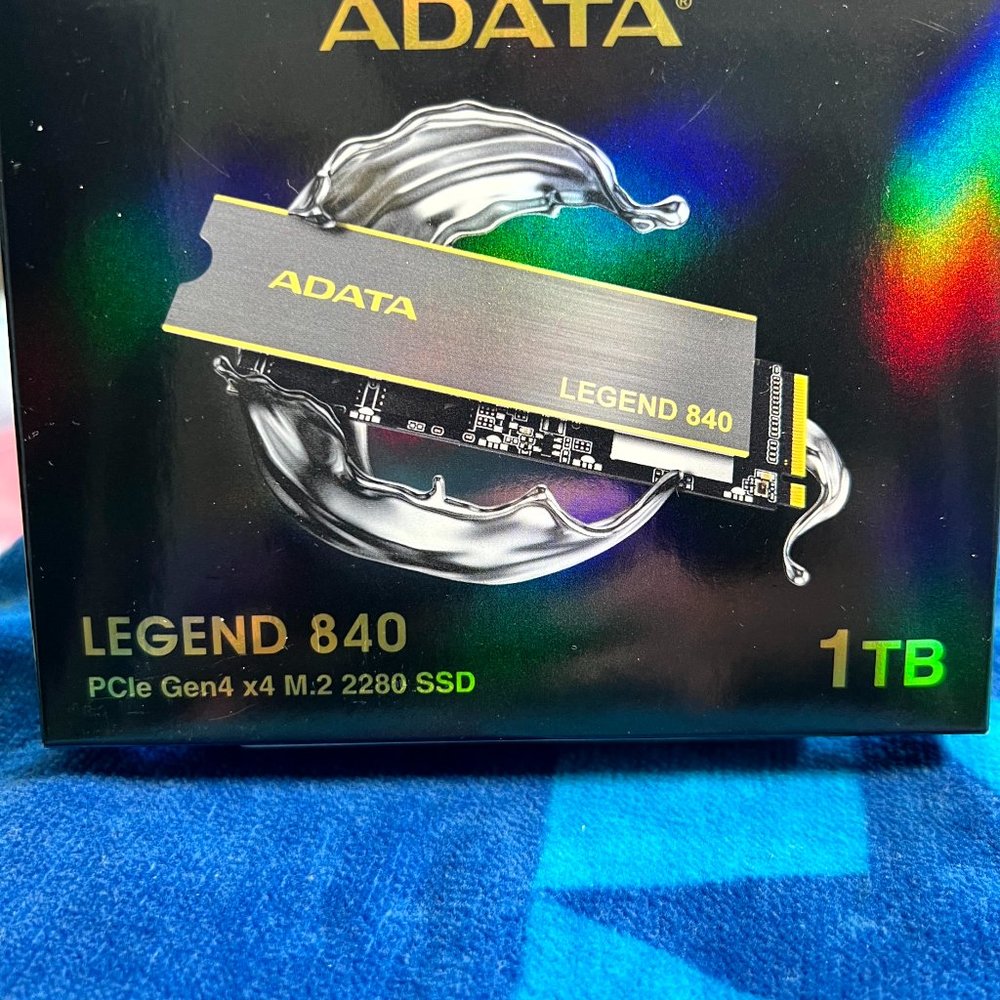 ADATA®
ADATA
LEGEND 840
LEGEND 840
PCIe Gen4 x4 M.2 2280 SSD
1TB